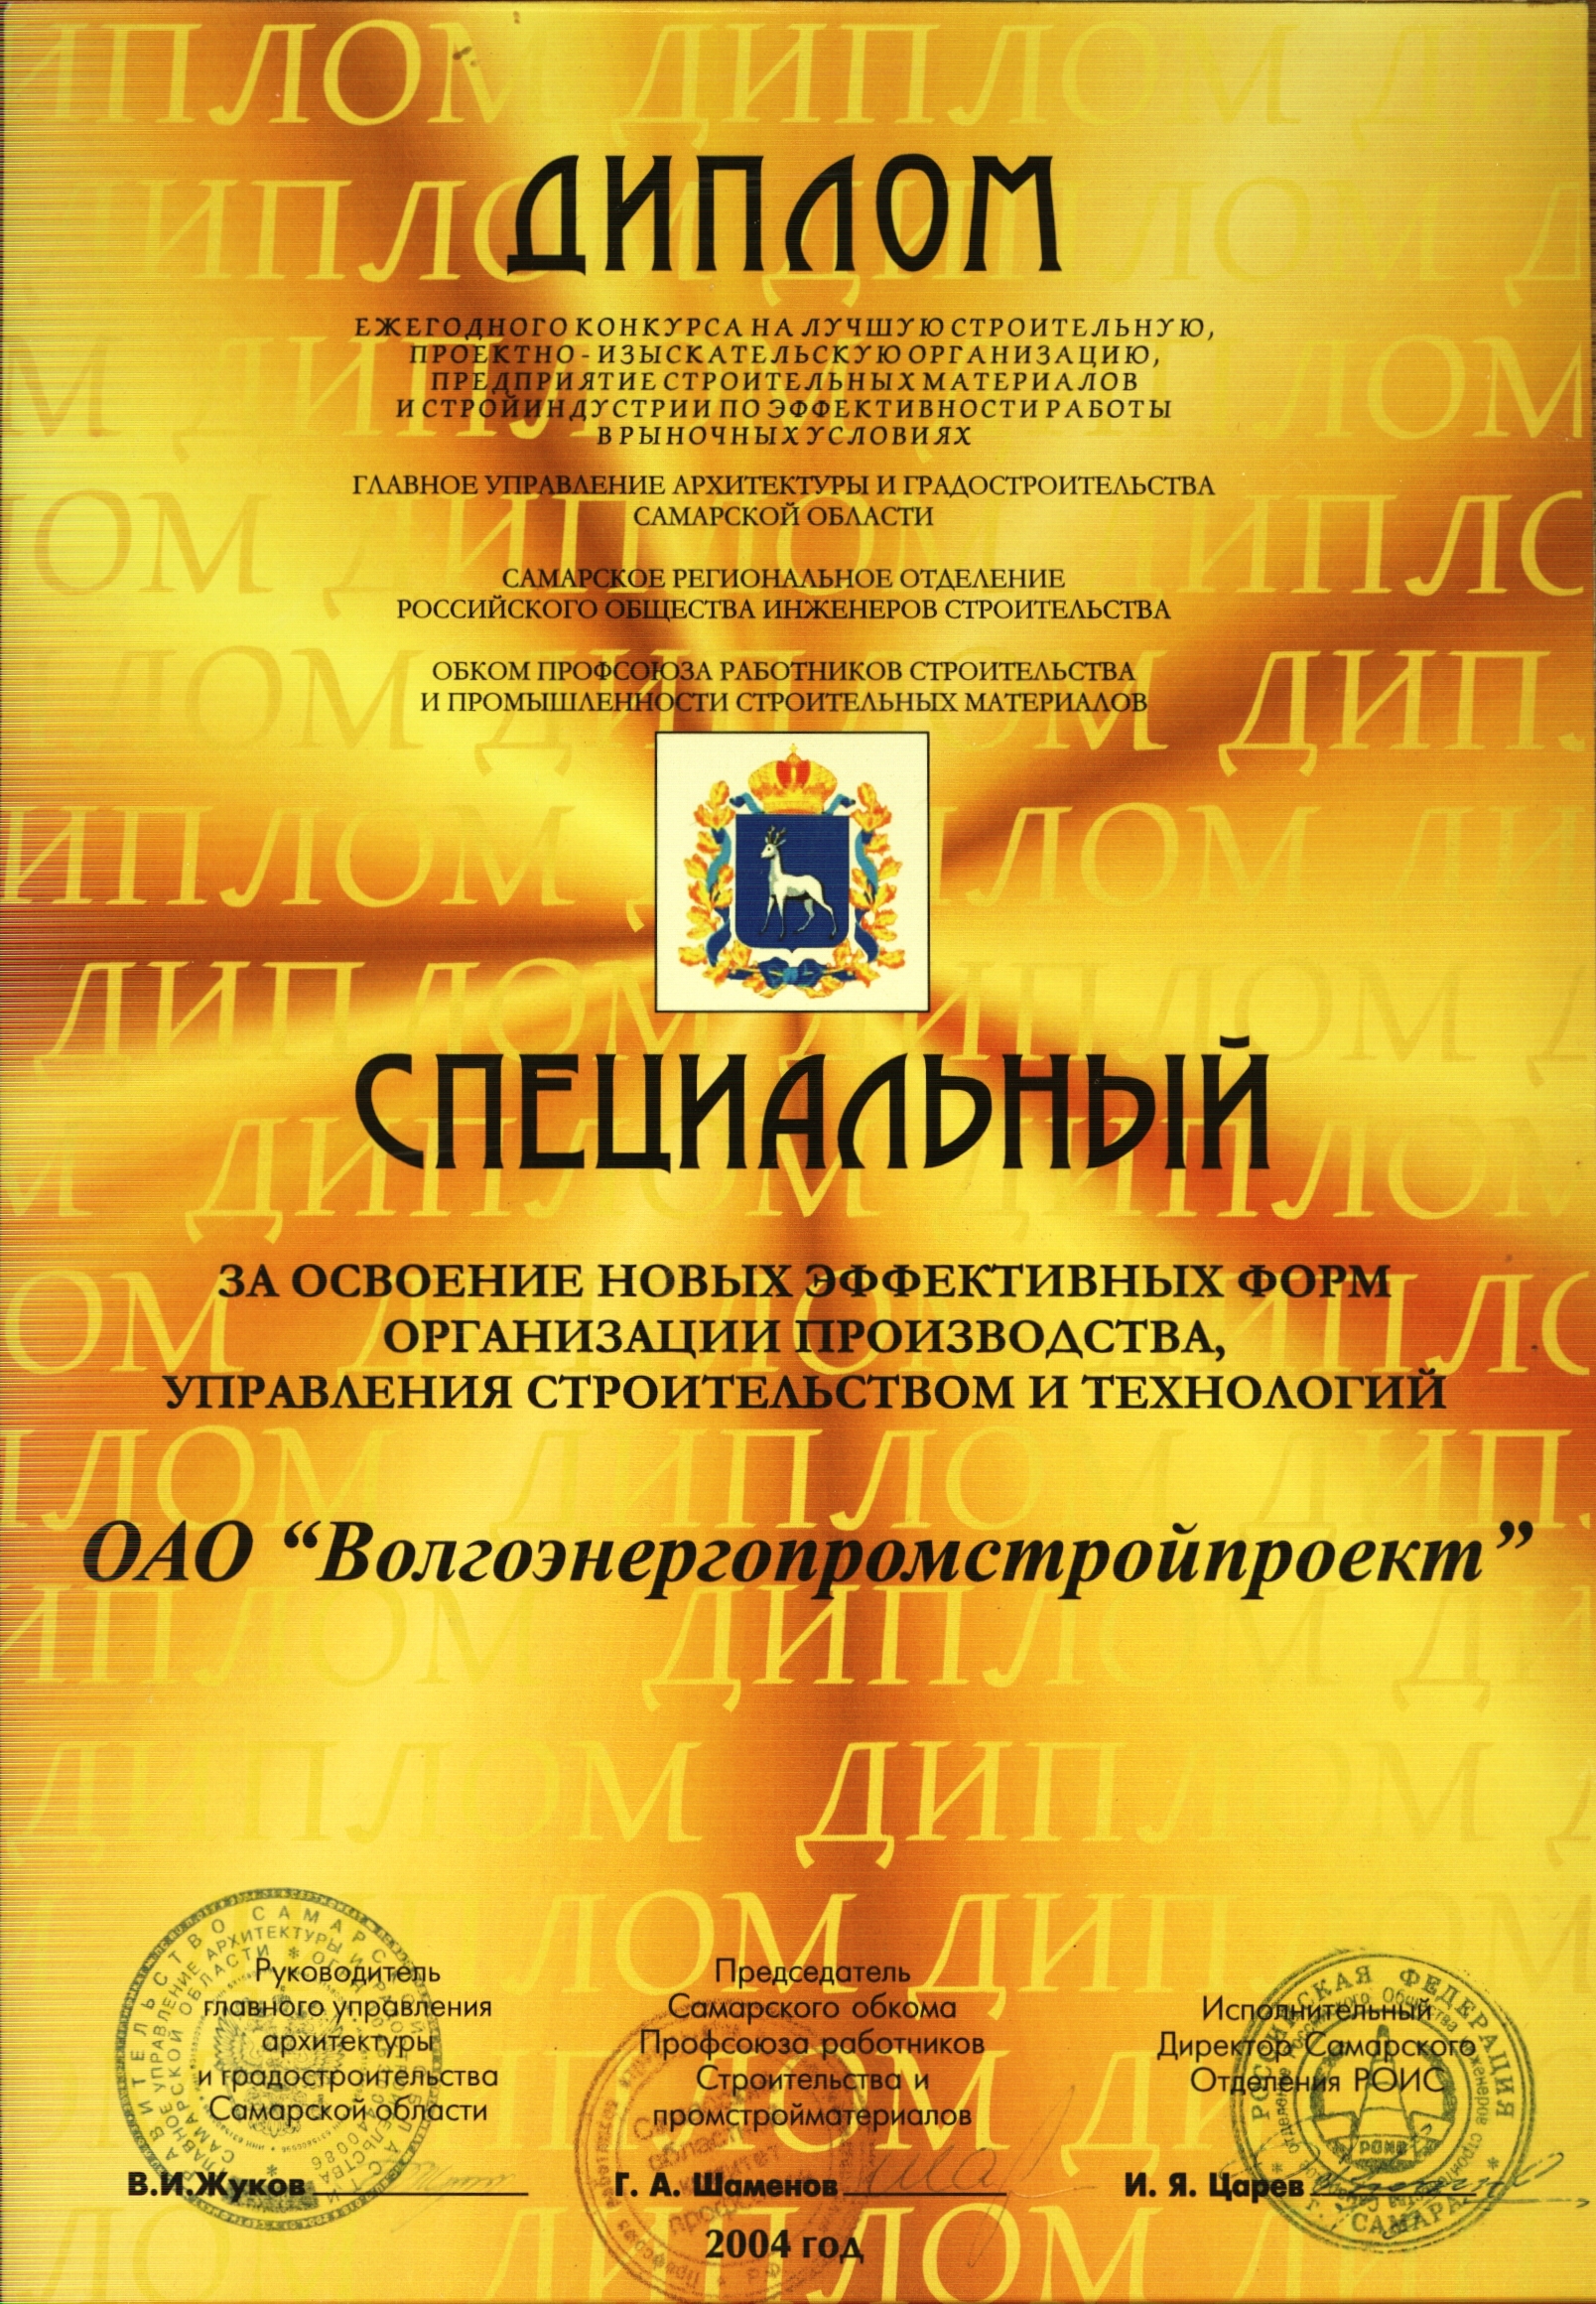 ДИПЛОМ
ЕЖЕГОДНОГО КОНКУРСА НА ЛУЧШУЮ СТРОИТЕЛЬНУЮ,
ПРОЕКТНО - ИЗЫСКАТЕЛЬСКУЮ ОРГАНИЗАЦИЮ,
ПРЕДПРИЯТИЕ СТРОИТЕЛЬНЫХ МАТЕРИАЛОВ
И СТРОЙИНДУСТРИИ ПО ЭФФЕКТИВНОСТИ РАБОТЫ
В РЫНОЧНЫХ УСЛОВИЯХ
ГЛАВНОЕ УПРАВЛЕНИЕ АРХИТЕКТУРЫ И ГРАДОСТРОИТЕЛЬСТВА
САМАРСКОЙ ОБЛАСТИ
САМАРСКОЕ РЕГИОНАЛЬНОЕ ОТДЕЛЕНИЕ
РОССИЙСКОГО ОБЩЕСТВА ИНЖЕНЕРОВ СТРОИТЕЛЬСТВА
ОБКОМ ПРОФСОЮЗА РАБОТНИКОВ СТРОИТЕЛЬСТВА
И ПРОМЫШЛЕННОСТИ СТРОИТЕЛЬНЫХ МАТЕРИАЛОВ
СПЕЦИАЛЬНЫЙ
ЗА ОСВОЕНИЕ НОВЫХ ЭФФЕКТИВНЫХ ФОРМ
ОРГАНИЗАЦИИ ПРОИЗВОДСТВА,
УПРАВЛЕНИЯ СТРОИТЕЛЬСТВОМ И ТЕХНОЛОГИЙ
ОАО “Волгоэнергопромстройпроект”
Руководитель
главного управления
архитектуры
и градостроительства
Самарской области
В.И.Жуков
Председатель
Самарского обкома
Профсоюза работников
Строительства и
промстройматериалов
Г. А. Шаменов
Исполнительный
Директор Самарского
Отделения РОИС
И. Я. Царев
РОССИЙСКАЯ ФЕДЕРАЦИЯ
Г. САМАРА
2004 год